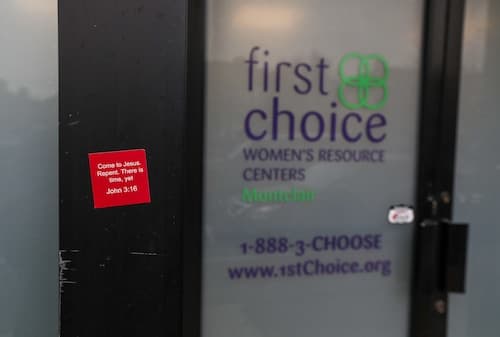 Come to Jesus.
Repent. There is
time, yet
John 3:16
first
choice
WOMEN'S RESOURCE
CENTERS
Montclair
1-888-3-CHOOSE
www.1stChoice.org